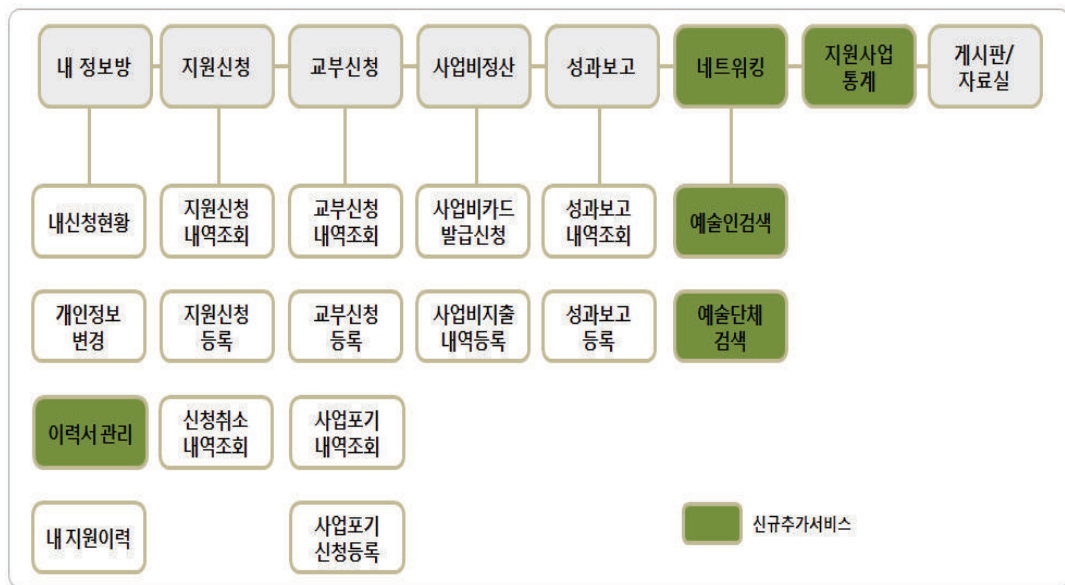 내 정보방
지원신청
교부신청
사업비정산
성과보고
네트워킹
지원사업
통계
게시판/
자료실
내신청현황
지원신청
내역조회
교부신청
내역조회
사업비카드
발급신청
성과보고
내역조회
예술인검색
개인정보
변경
지원신청
등록
교부신청
등록
사업비지출
내역등록
성과보고
등록
예술단체
검색
이력서 관리
신청취소
내역조회
사업포기
내역조회
내 지원이력
사업포기
신청등록
신규추가서비스